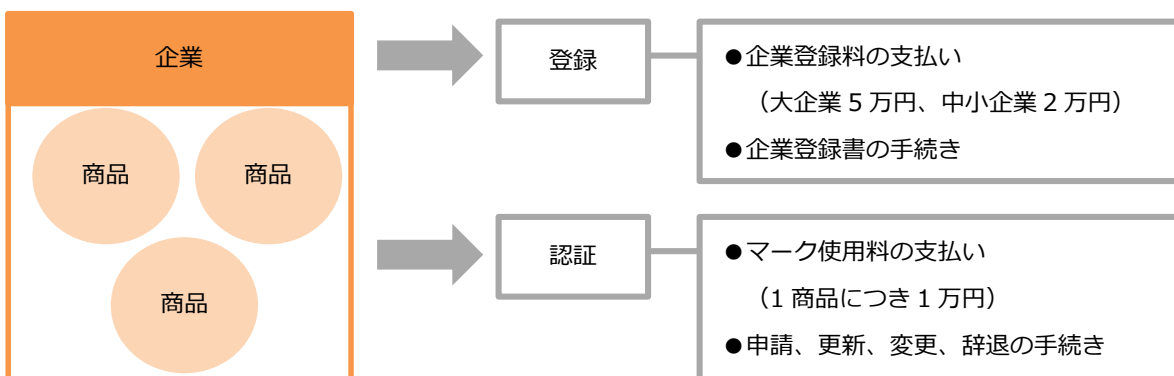 企業
商品
商品
商品
登録
●企業登録料の支払い
（大企業 5 万円、中小企業 2 万円）
●企業登録書の手続き
認証
●マーク使用料の支払い
（1 商品につき 1 万円）
●申請、更新、変更、辞退の手続き